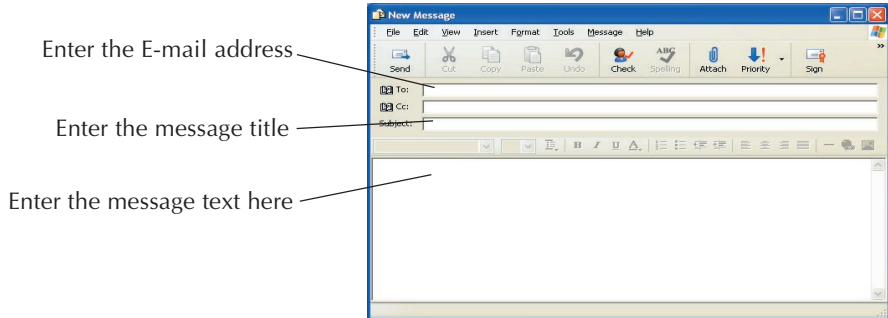 New Message
File Edit View Insert Format Tools Message Help
Send Cut Copy Paste Undo Check Spelling Attach Priority Sign
Enter the E-mail address
To:
Cc:
Enter the message title
Subject:
Enter the message text here